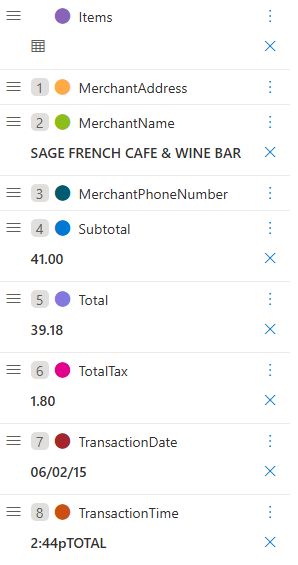 Items
1 MerchantAddress
2 MerchantName
SAGE FRENCH CAFE & WINE BAR
3 MerchantPhoneNumber
4 Subtotal
41.00
5 Total
39.18
6 TotalTax
1.80
7 TransactionDate
06/02/15
8 TransactionTime
2:44pTOTAL